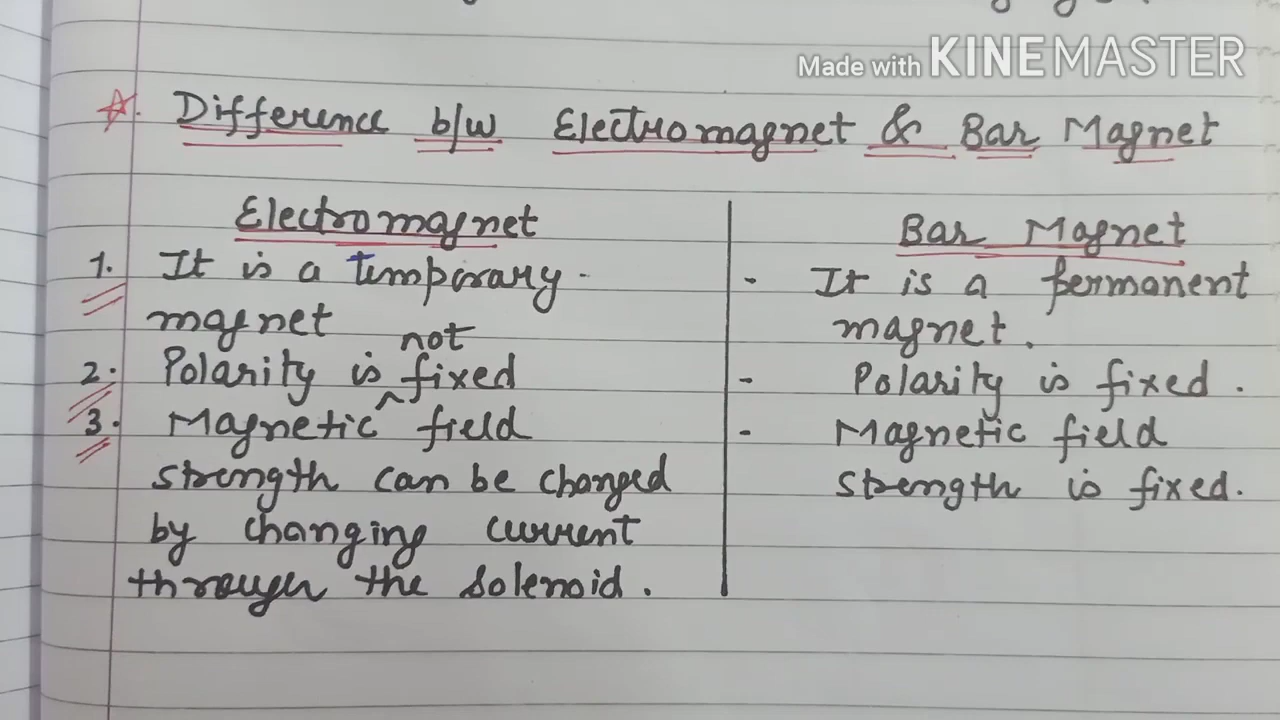 Made with KINEMASTER
☆. Difference b/w Electromagnet & Bar Magnet
Electromagnet
1. It is a temporary -
magnet
2. Polarity is not fixed
3. Magnetic field
strength can be changed
by changing current
through the solenoid.
Bar Magnet
- It is a permanent
magnet.
- Polarity is fixed.
- Magnetic field
strength is fixed.